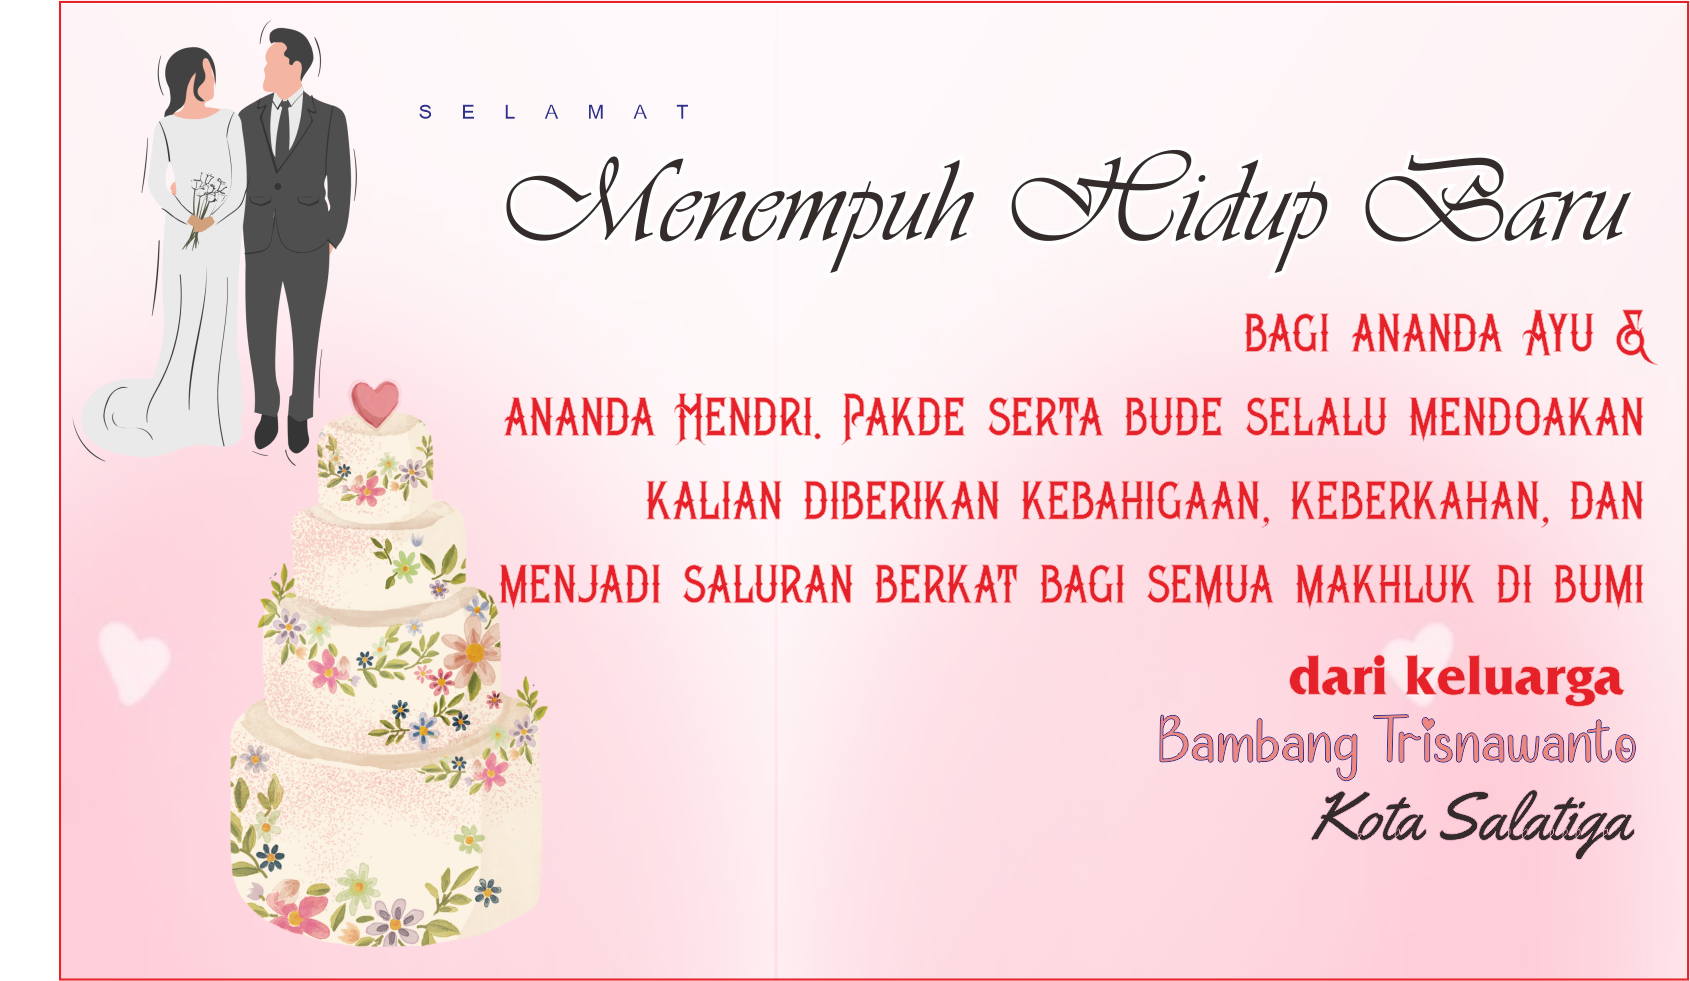 SELAMAT
Menempuh Hidup Baru
BAGI ANANDA AYU &
ANANDA HENDRI. PAKDE SERTA BUDE SELALU MENDOAKAN
KALIAN DIBERIKAN KEBAHIGAAN, KEBERKAHAN, DAN
MENJADI SALURAN BERKAT BAGI SEMUA MAKHLUK DI BUMI
dari keluarga
Bambang Trisnawanto
Kota Salatiga